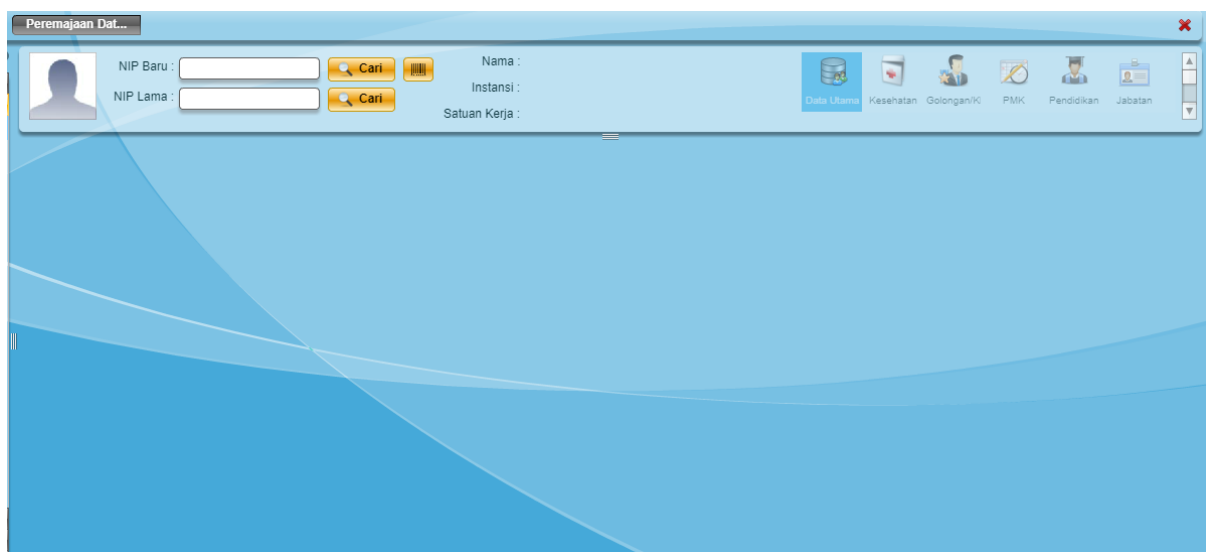 Peremajaan Dat...
NIP Baru :
Cari
Nama :
NIP Lama :
Cari
Instansi :
Satuan Kerja :
Data Utama
Kesehatan
Golongan/K
PMK
Pendidikan
Jabatan